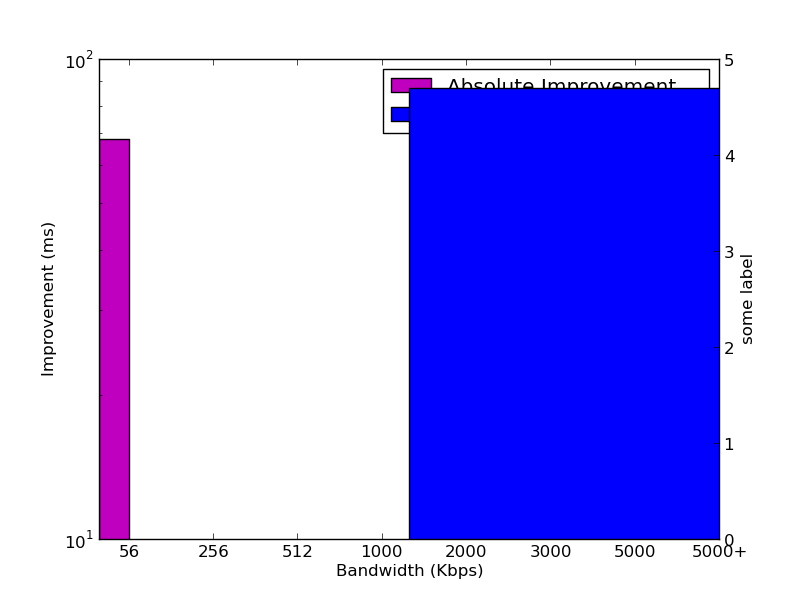 10²
5
Absolute Improvement
4
3
2
1
0
10¹
Improvement (ms)
some label
56 256 512 1000 2000 3000 5000 5000+
Bandwidth (Kbps)